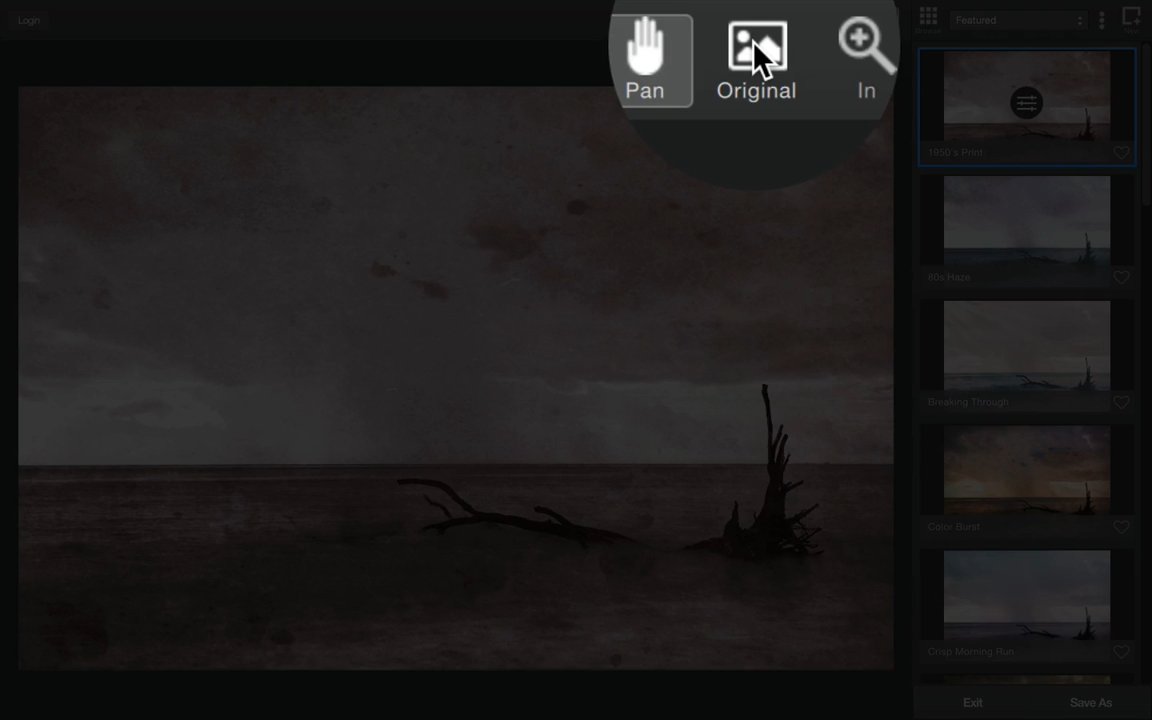 Login
Pan
Original
In
Featured
1950's Print
80s Haze
Breaking Through
Color Burst
Crisp Morning Run
Exit
Save As